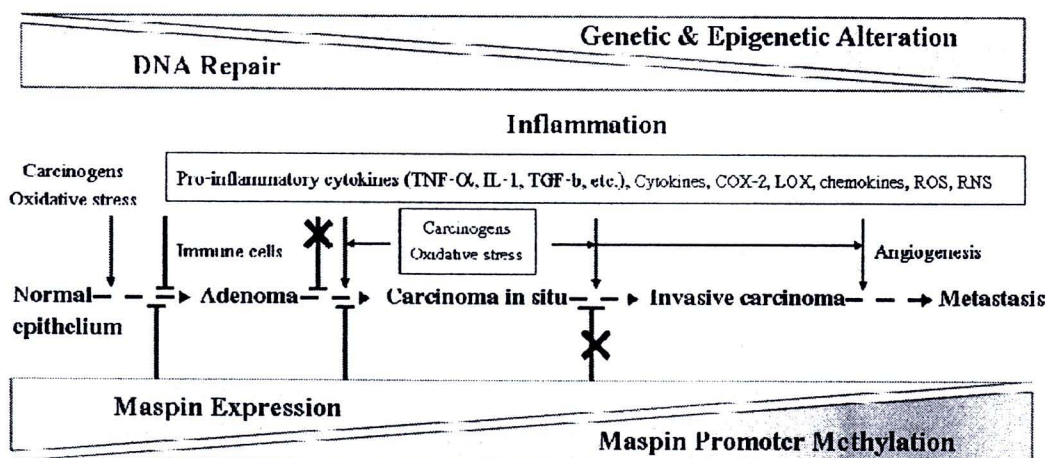 Genetic & Epigenetic Alteration
DNA Repair
Inflammation
Carcinogens
Oxidative stress
Pro-inflammatory cytokines (TNF-α, IL-1, TGF-b, etc.), Cytokines, COX-2, LOX, chemokines, ROS, RNS
Immune cells
Carcinogens
Oxidative stress
Angiogenesis
Normal epithelium
Adenoma
Carcinoma in situ
Invasive carcinoma
Metastasis
Maspin Expression
Maspin Promoter Methylation